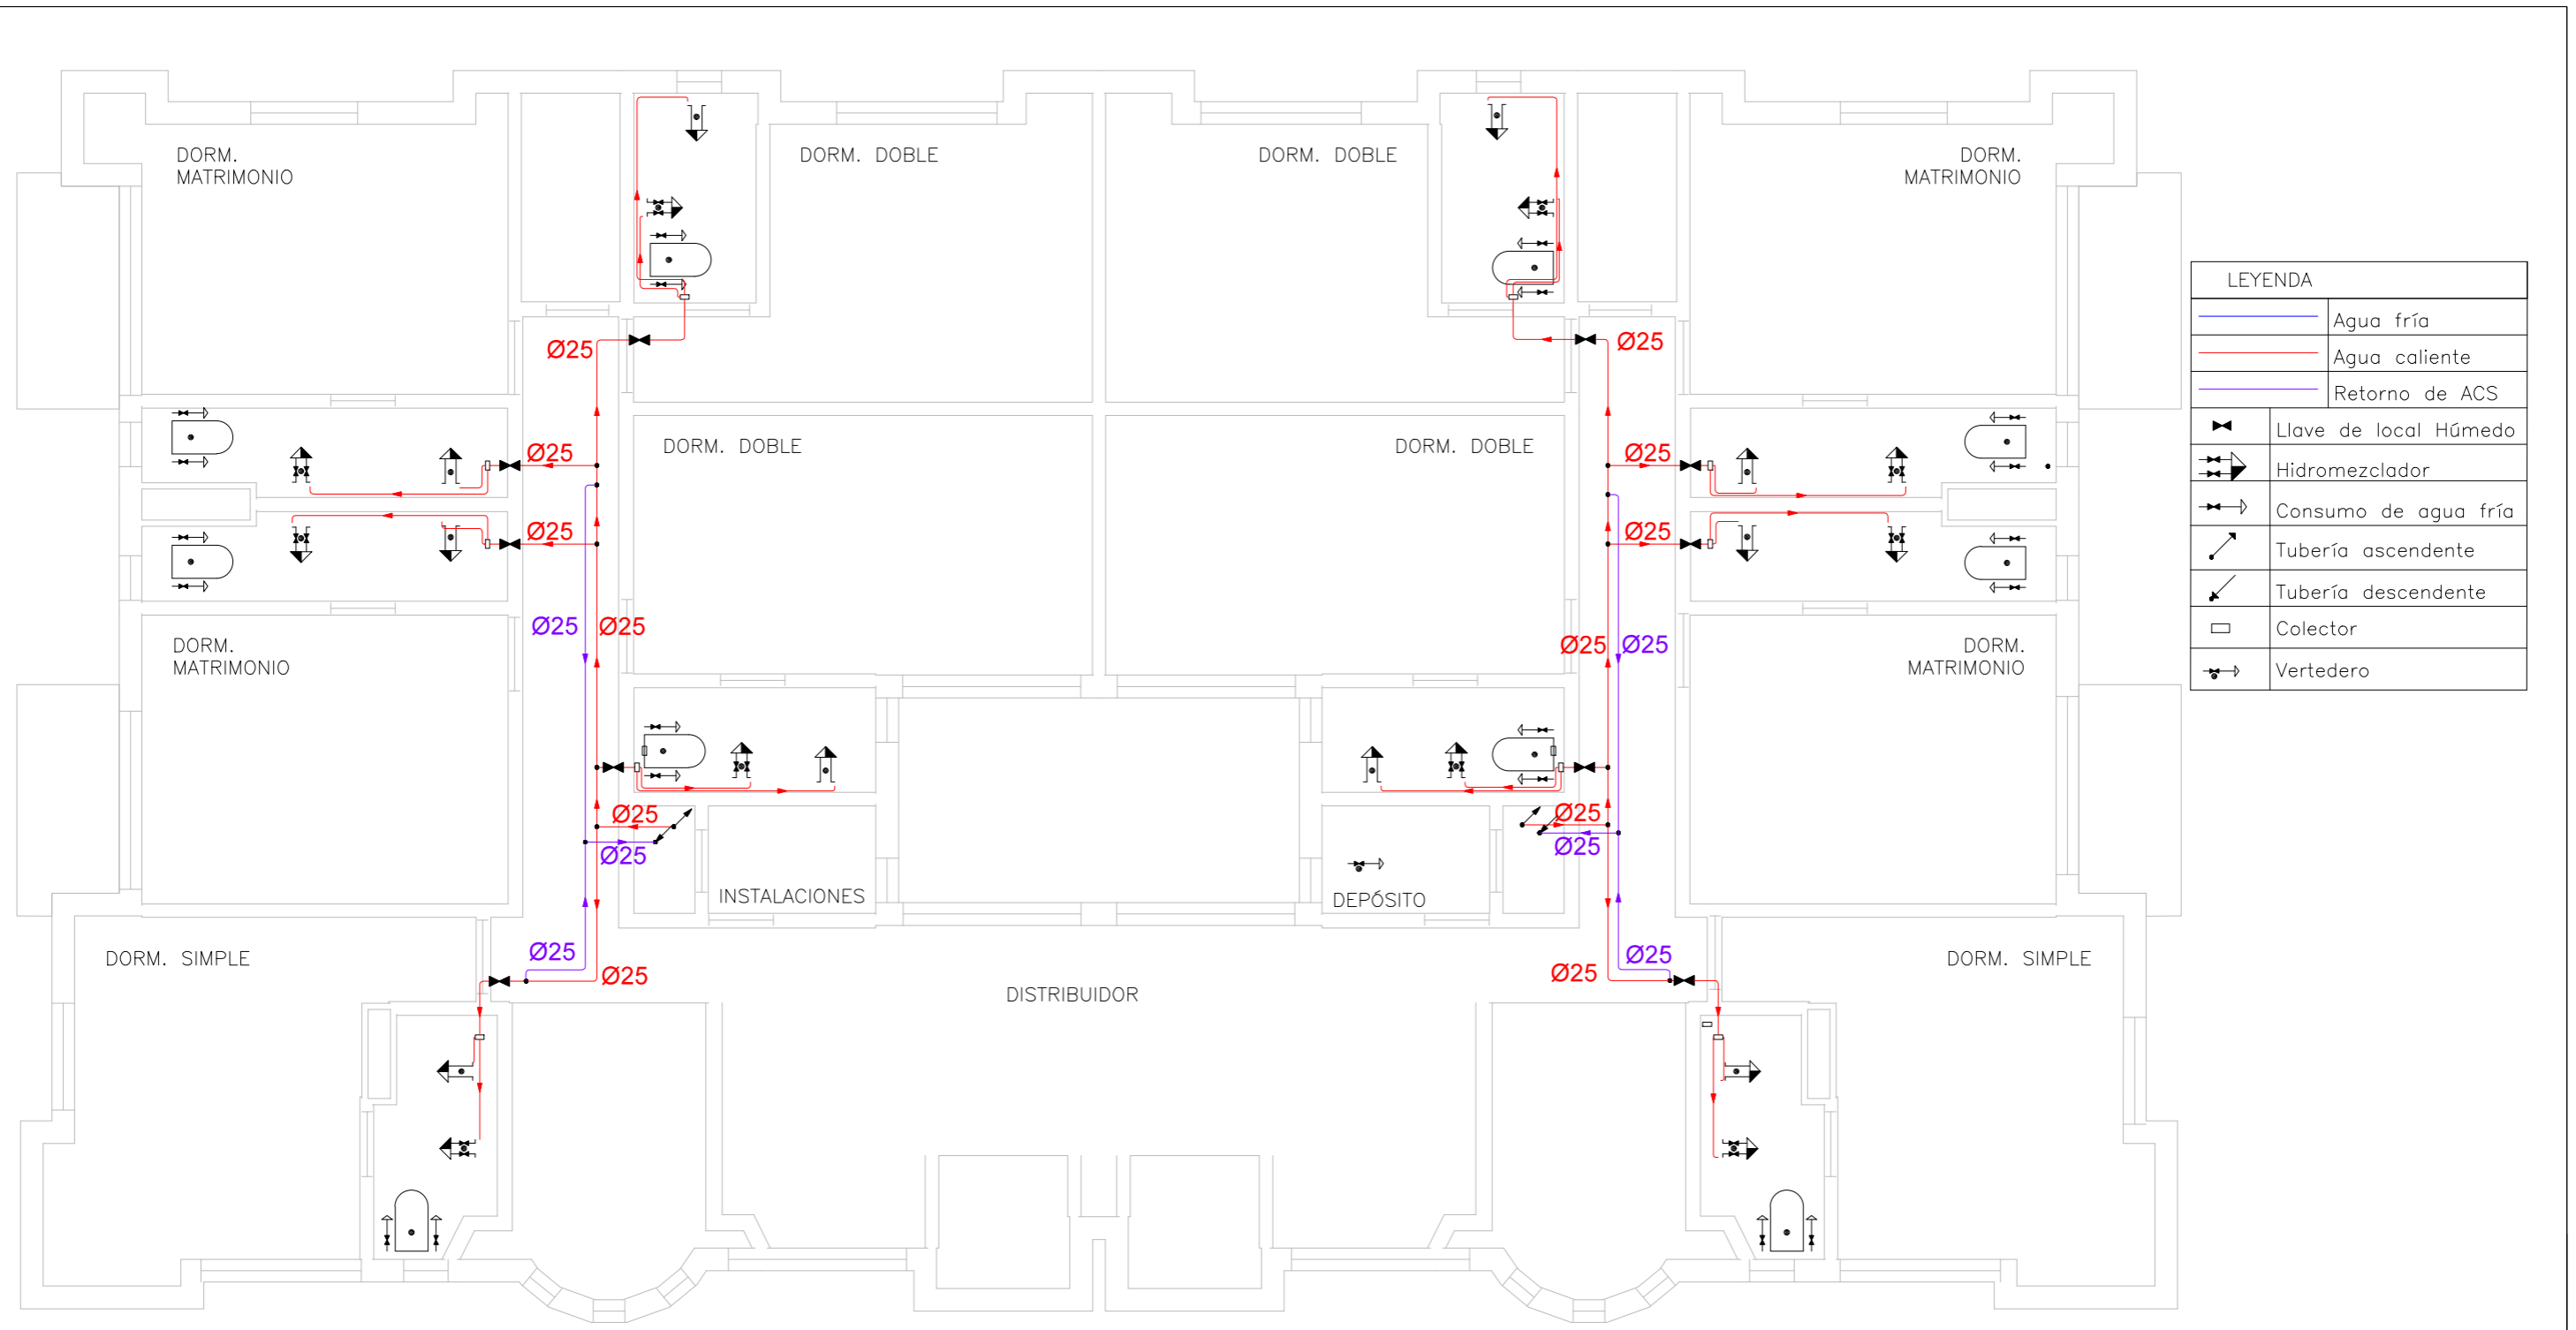 DORM.
MATRIMONIO
DORM. DOBLE
DORM. DOBLE
DORM.
MATRIMONIO
LEYENDA
Agua fría
Agua caliente
Retorno de ACS
Llave de local Húmedo
Hidromezclador
Consumo de agua fría
Tubería ascendente
Tubería descendente
Colector
Vertedero
Ø25
Ø25
DORM. DOBLE
DORM. DOBLE
Ø25
Ø25
Ø25
Ø25
Ø25
Ø25
Ø25
Ø25
DORM.
MATRIMONIO
DORM.
MATRIMONIO
Ø25
Ø25
Ø25
Ø25
INSTALACIONES
DEPÓSITO
DORM. SIMPLE
Ø25
Ø25
Ø25
Ø25
DORM. SIMPLE
DISTRIBUIDOR